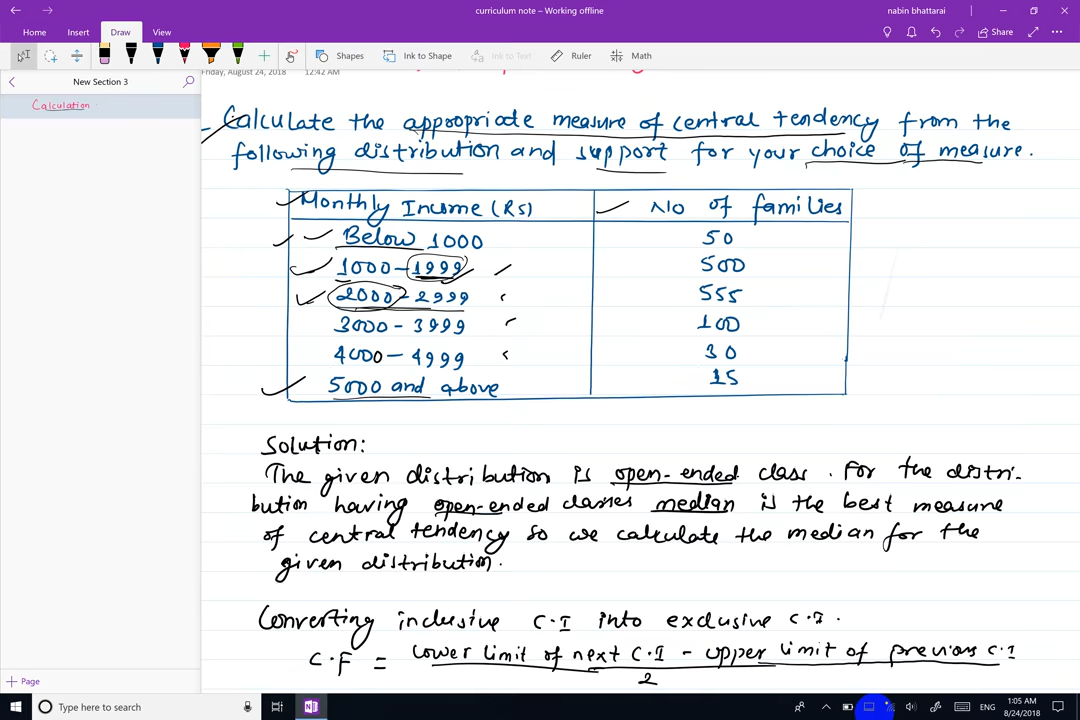 curriculum note – Working offline
nabin bhattarai
Home Insert Draw View
Share
Shapes Ink to Shape Ink to Text Ruler Math
New Section 3
Friday, August 24, 2018 12:42 AM
Calculation
Calculate the appropriate measure of central tendency from the
following distribution and support for your choice of measure.
Monthly Income (Rs) No of families
Below 1000 50
1000 - 1999 500
2000 - 2999 555
3000 - 3999 100
4000 - 4999 30
5000 and above 15
Solution:
The given distribution is open-ended class. For the distri-
bution having open-ended classes median is the best measure
of central tendency so we calculate the median for the
given distribution.
Converting inclusive C.I into exclusive C.I.
C.F = lower limit of next C.I - upper limit of previous C.I
2
+ Page
Type here to search
ENG
1:05 AM
8/24/2018